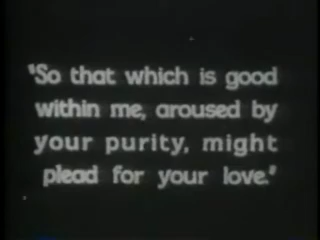 "So that which is good
within me, aroused by
your purity, might
plead for your love."